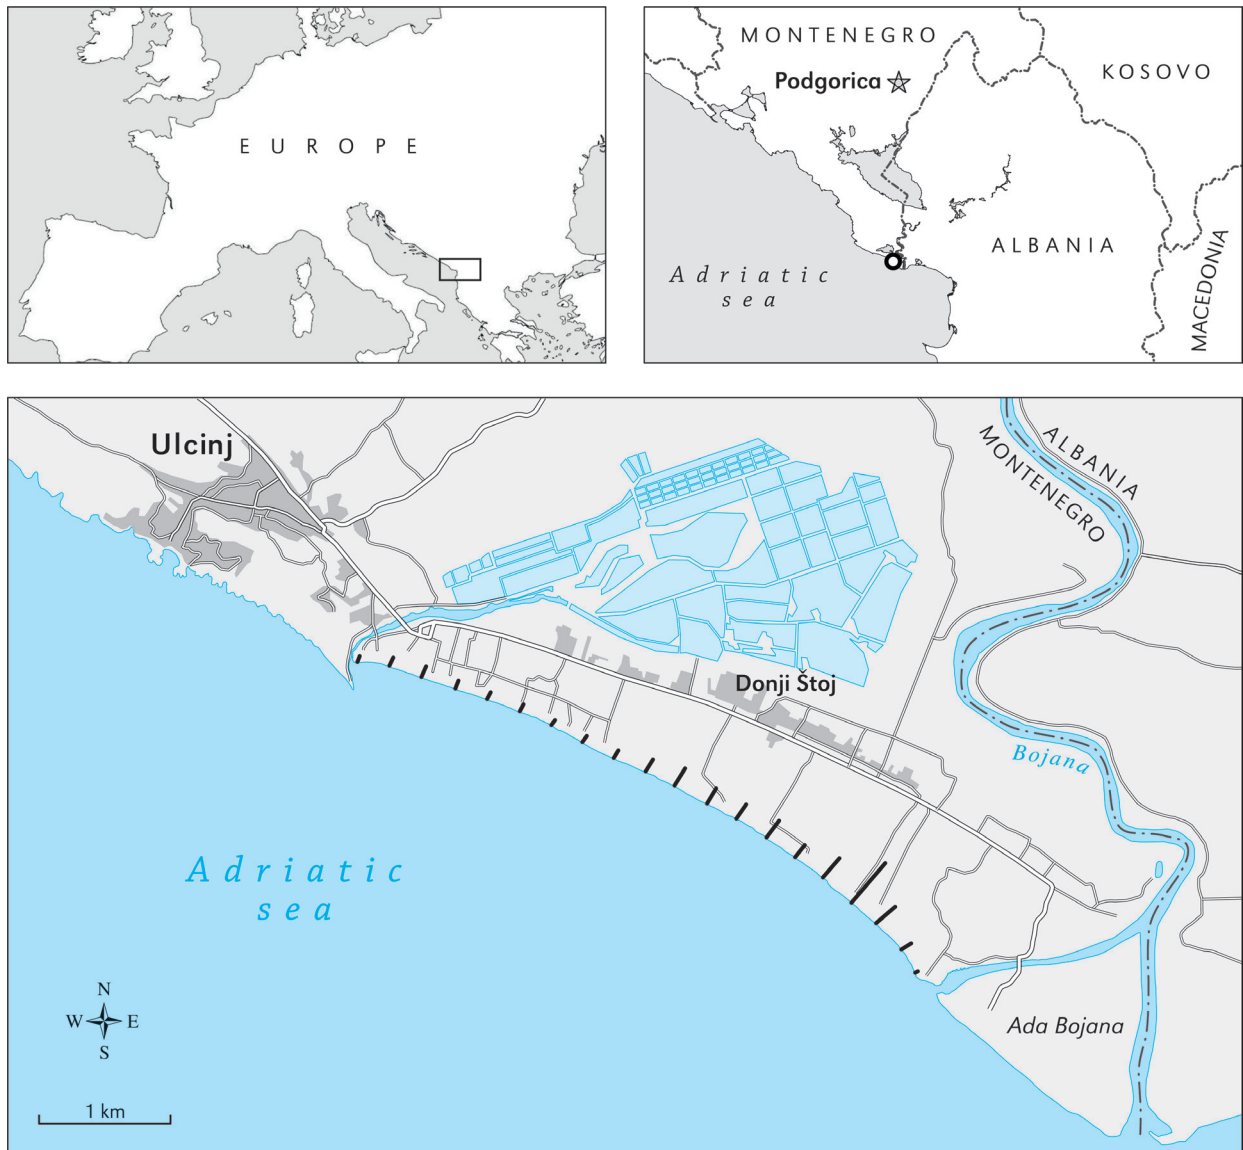 EUROPE
MONTENEGRO
Podgorica
KOSOVO
ALBANIA
MACEDONIA
Adriatic
sea
Ulcinj
ALBANIA
MONTENEGRO
Donji Štoj
Bojana
Adriatic
sea
N
W E
S
Ada Bojana
1 km